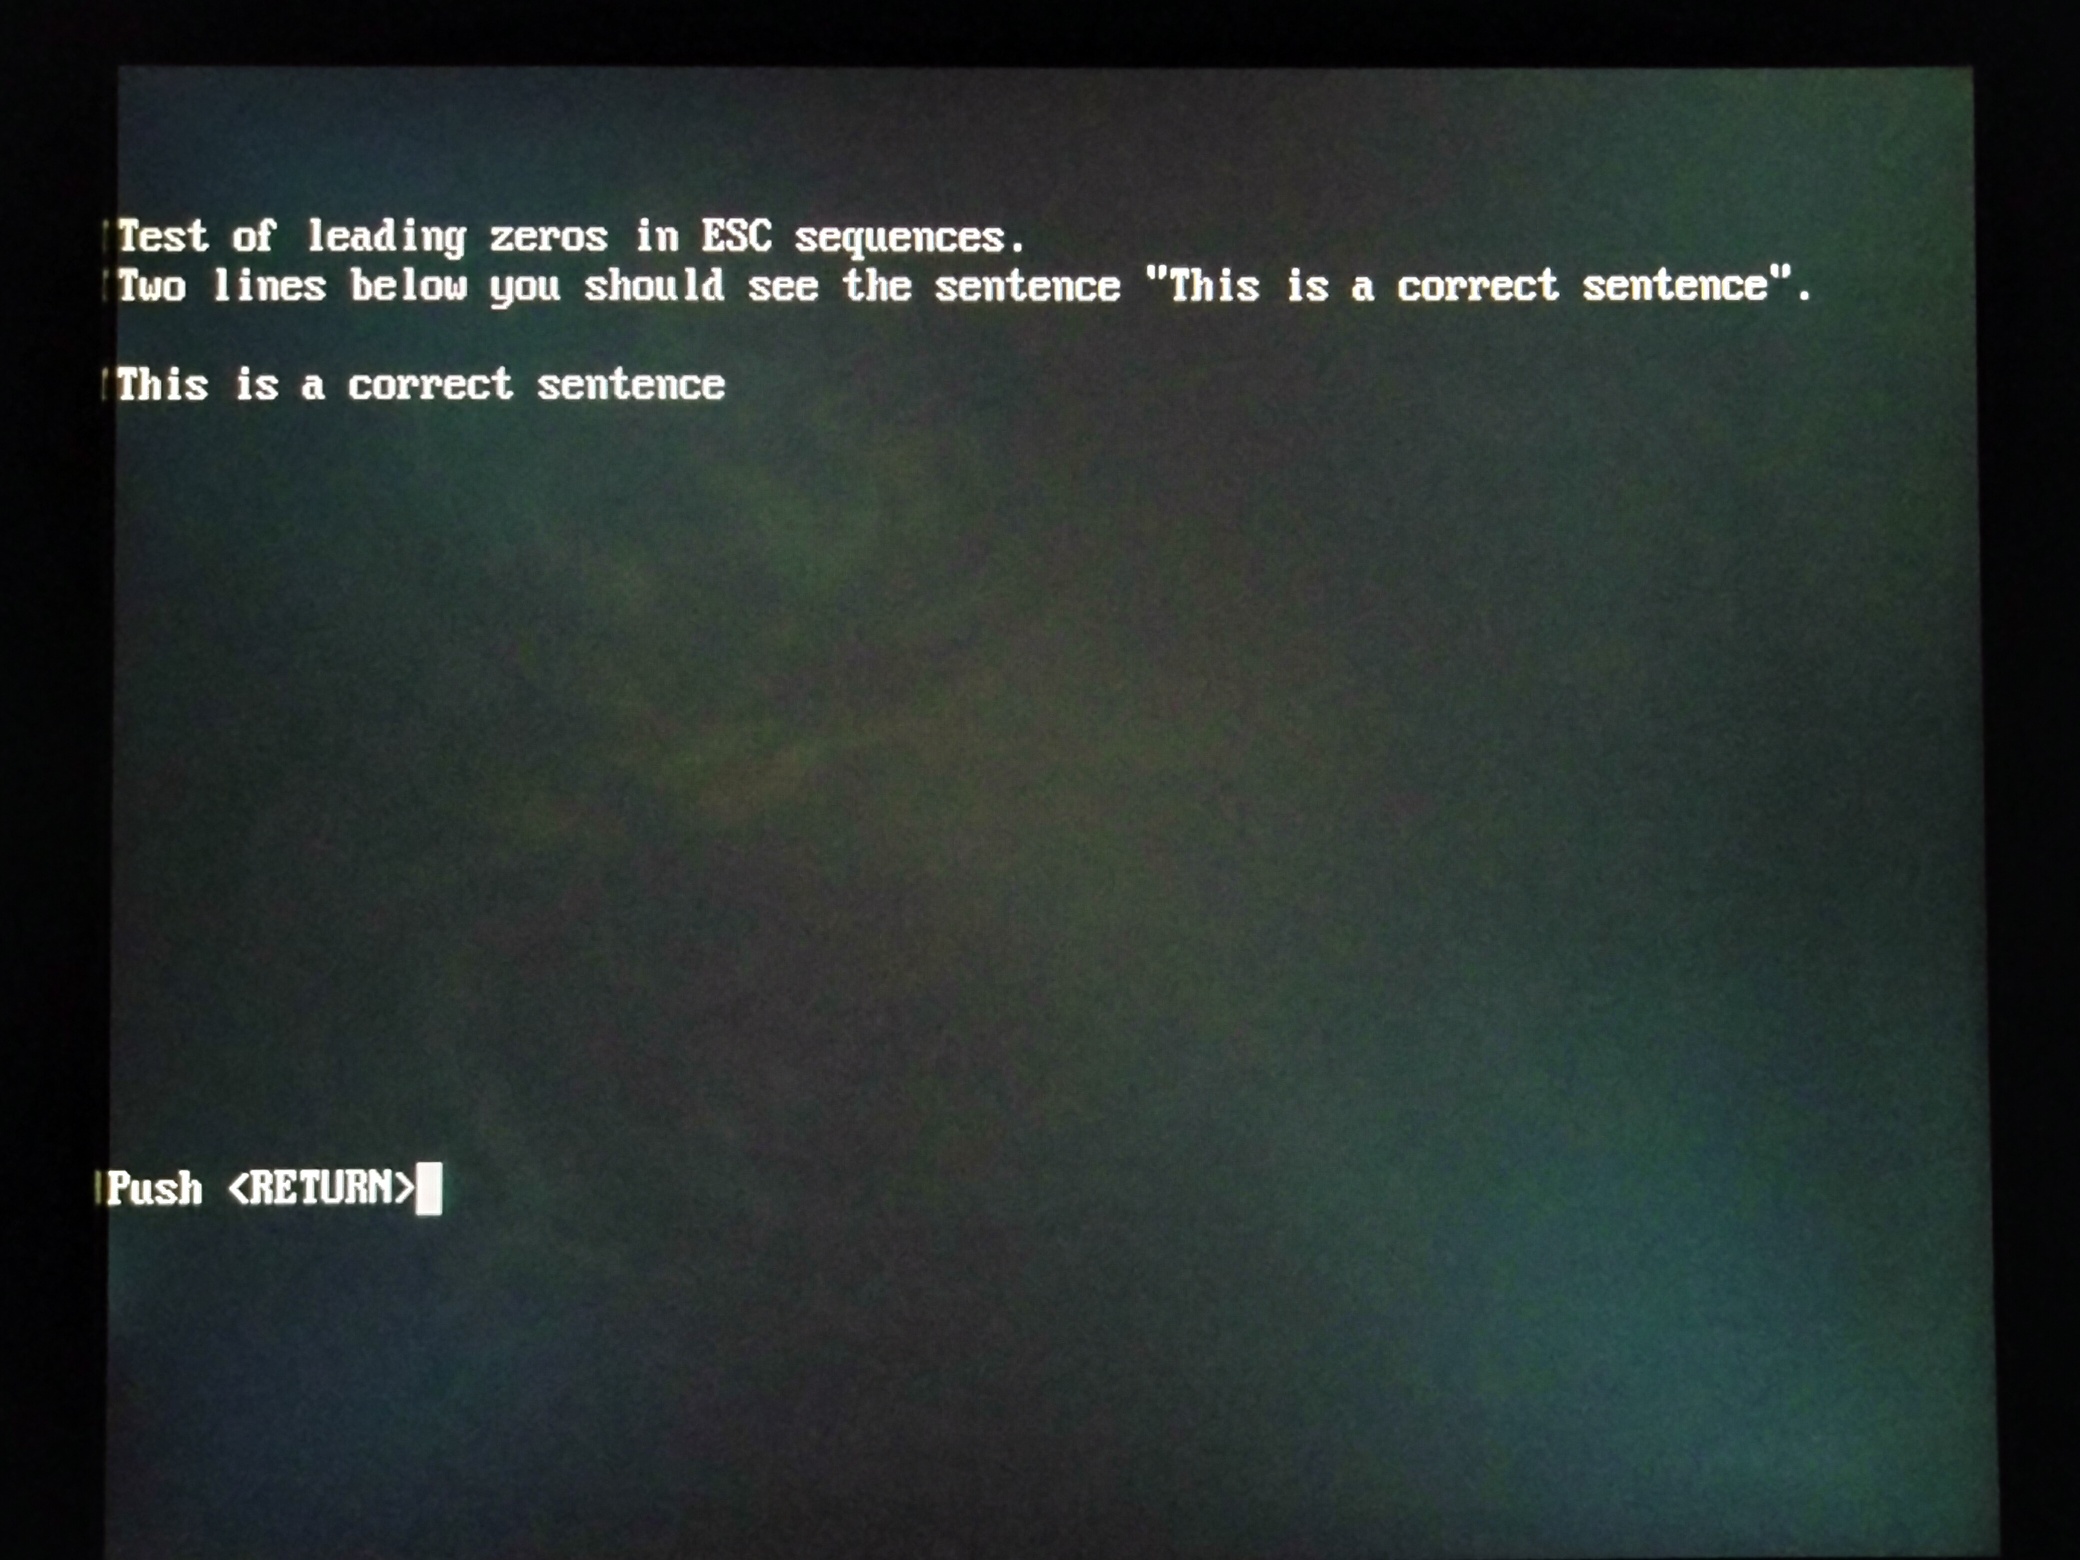 Test of leading zeros in ESC sequences.
Two lines below you should see the sentence "This is a correct sentence".
This is a correct sentence
Push <RETURN>